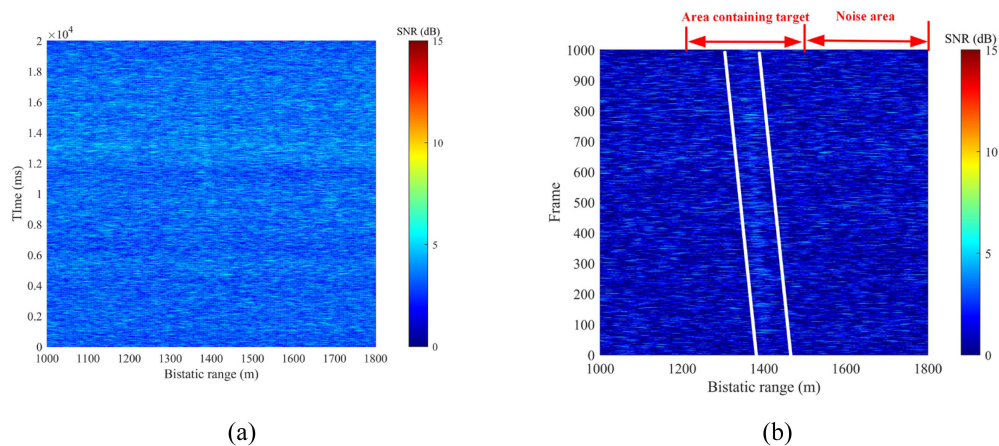 SNR (dB)
×10⁴
2
1.8
1.6
1.4
1.2
1.0
0.8
0.6
0.4
0.2
0
TIme (ms)
1000 1100 1200 1300 1400 1500 1600 1700 1800
Bistatic range (m)
15
10
5
0
(a)
Area containing target Noise area
SNR (dB)
1000
900
800
700
600
500
400
300
200
100
0
Frame
1000 1200 1400 1600 1800
Bistatic range (m)
15
10
5
0
(b)